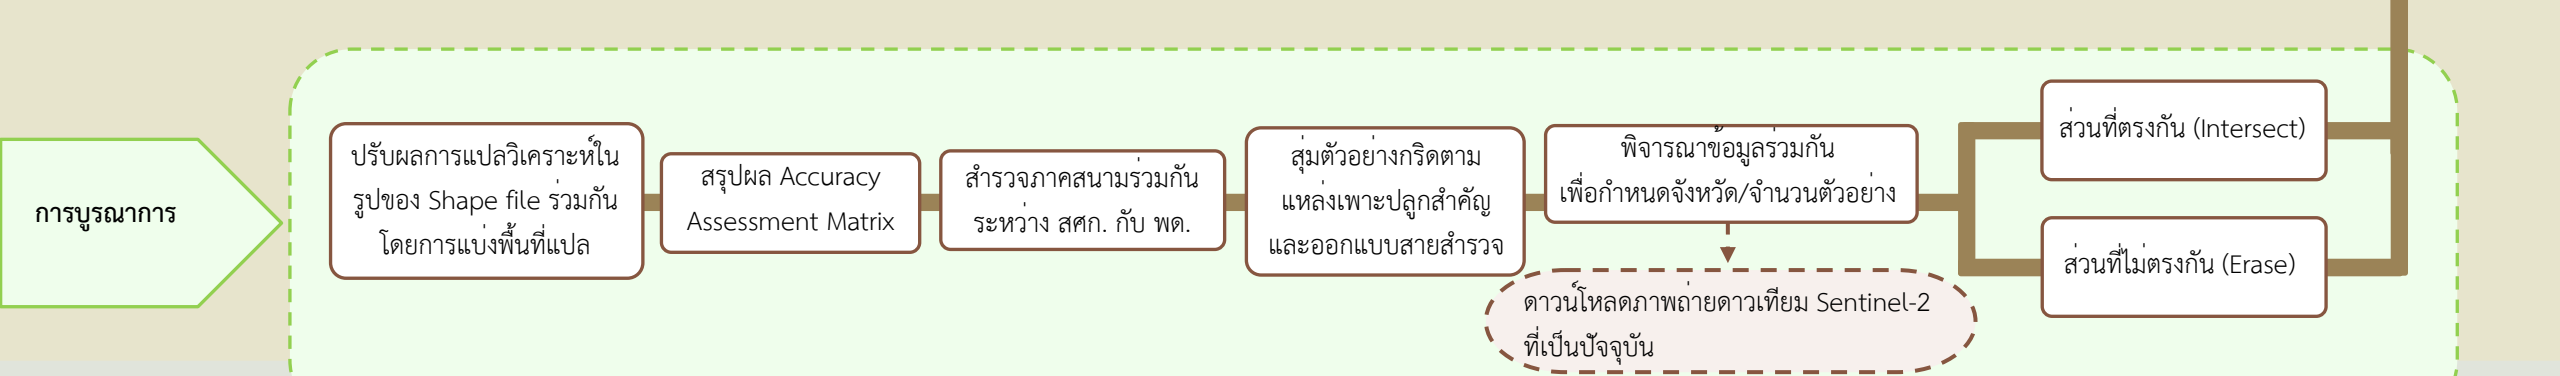 การบูรณาการ
ปรับผลการแปลวิเคราะห์ใน
รูปของ Shape file ร่วมกัน
โดยการแบ่งพื้นที่แปล
สรุปผล Accuracy
Assessment Matrix
สำรวจภาคสนามร่วมกัน
ระหว่าง สศก. กับ พด.
สุ่มตัวอย่างกริดตาม
แหล่งเพาะปลูกสำคัญ
และออกแบบสายสำรวจ
พิจารณาข้อมูลร่วมกัน
เพื่อกำหนดจังหวัด/จำนวนตัวอย่าง
ดาวน์โหลดภาพถ่ายดาวเทียม Sentinel-2
ที่เป็นปัจจุบัน
ส่วนที่ตรงกัน (Intersect)
ส่วนที่ไม่ตรงกัน (Erase)